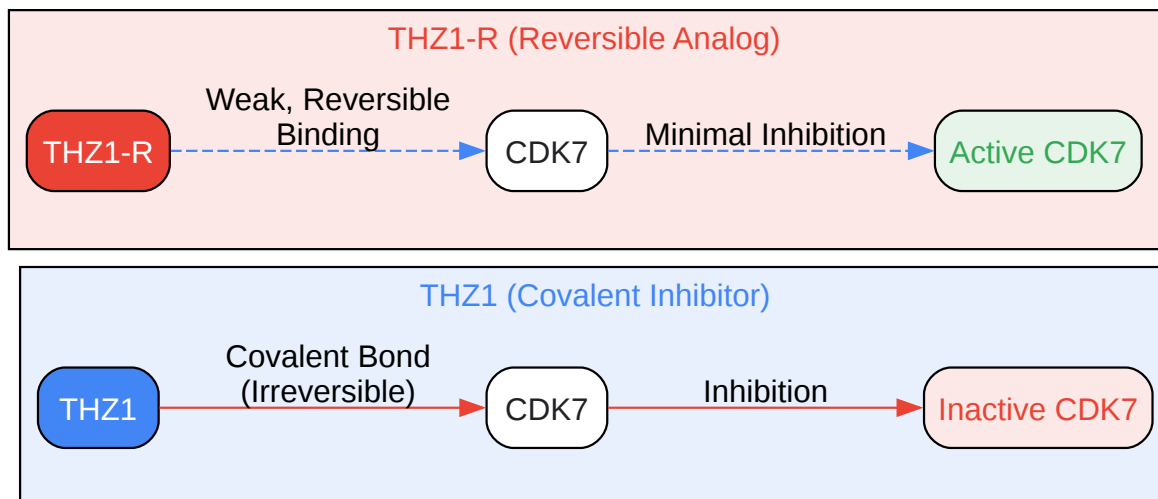 THZ1-R (Reversible Analog)
Weak, Reversible
Binding
THZ1-R
CDK7
Minimal Inhibition
Active CDK7
THZ1 (Covalent Inhibitor)
Covalent Bond
(Irreversible)
THZ1
CDK7
Inhibition
Inactive CDK7